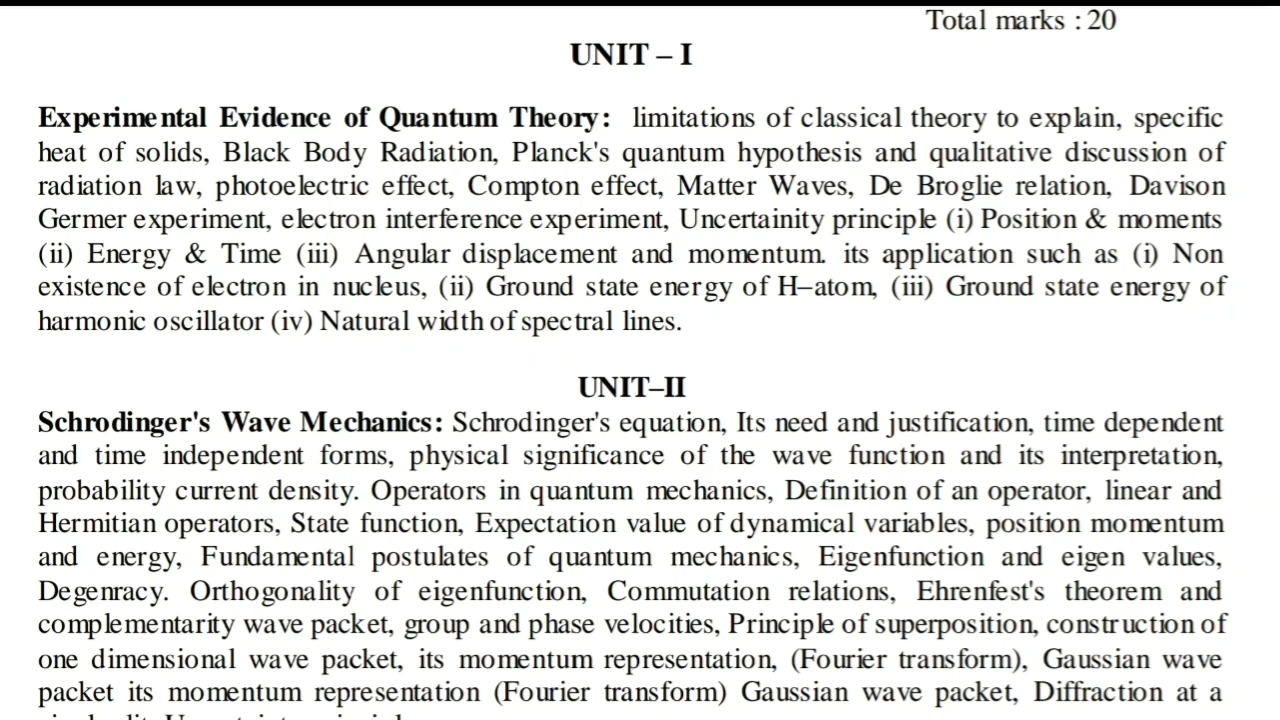 Total marks : 20
UNIT – I
Experimental Evidence of Quantum Theory: limitations of classical theory to explain, specific
heat of solids, Black Body Radiation, Planck's quantum hypothesis and qualitative discussion of
radiation law, photoelectric effect, Compton effect, Matter Waves, De Broglie relation, Davison
Germer experiment, electron interference experiment, Uncertainity principle (i) Position & moments
(ii) Energy & Time (iii) Angular displacement and momentum. its application such as (i) Non
existence of electron in nucleus, (ii) Ground state energy of H–atom, (iii) Ground state energy of
harmonic oscillator (iv) Natural width of spectral lines.
UNIT–II
Schrodinger's Wave Mechanics: Schrodinger's equation, Its need and justification, time dependent
and time independent forms, physical significance of the wave function and its interpretation,
probability current density. Operators in quantum mechanics, Definition of an operator, linear and
Hermitian operators, State function, Expectation value of dynamical variables, position momentum
and energy, Fundamental postulates of quantum mechanics, Eigenfunction and eigen values,
Degenracy. Orthogonality of eigenfunction, Commutation relations, Ehrenfest's theorem and
complementarity wave packet, group and phase velocities, Principle of superposition, construction of
one dimensional wave packet, its momentum representation, (Fourier transform), Gaussian wave
packet its momentum representation (Fourier transform) Gaussian wave packet, Diffraction at a